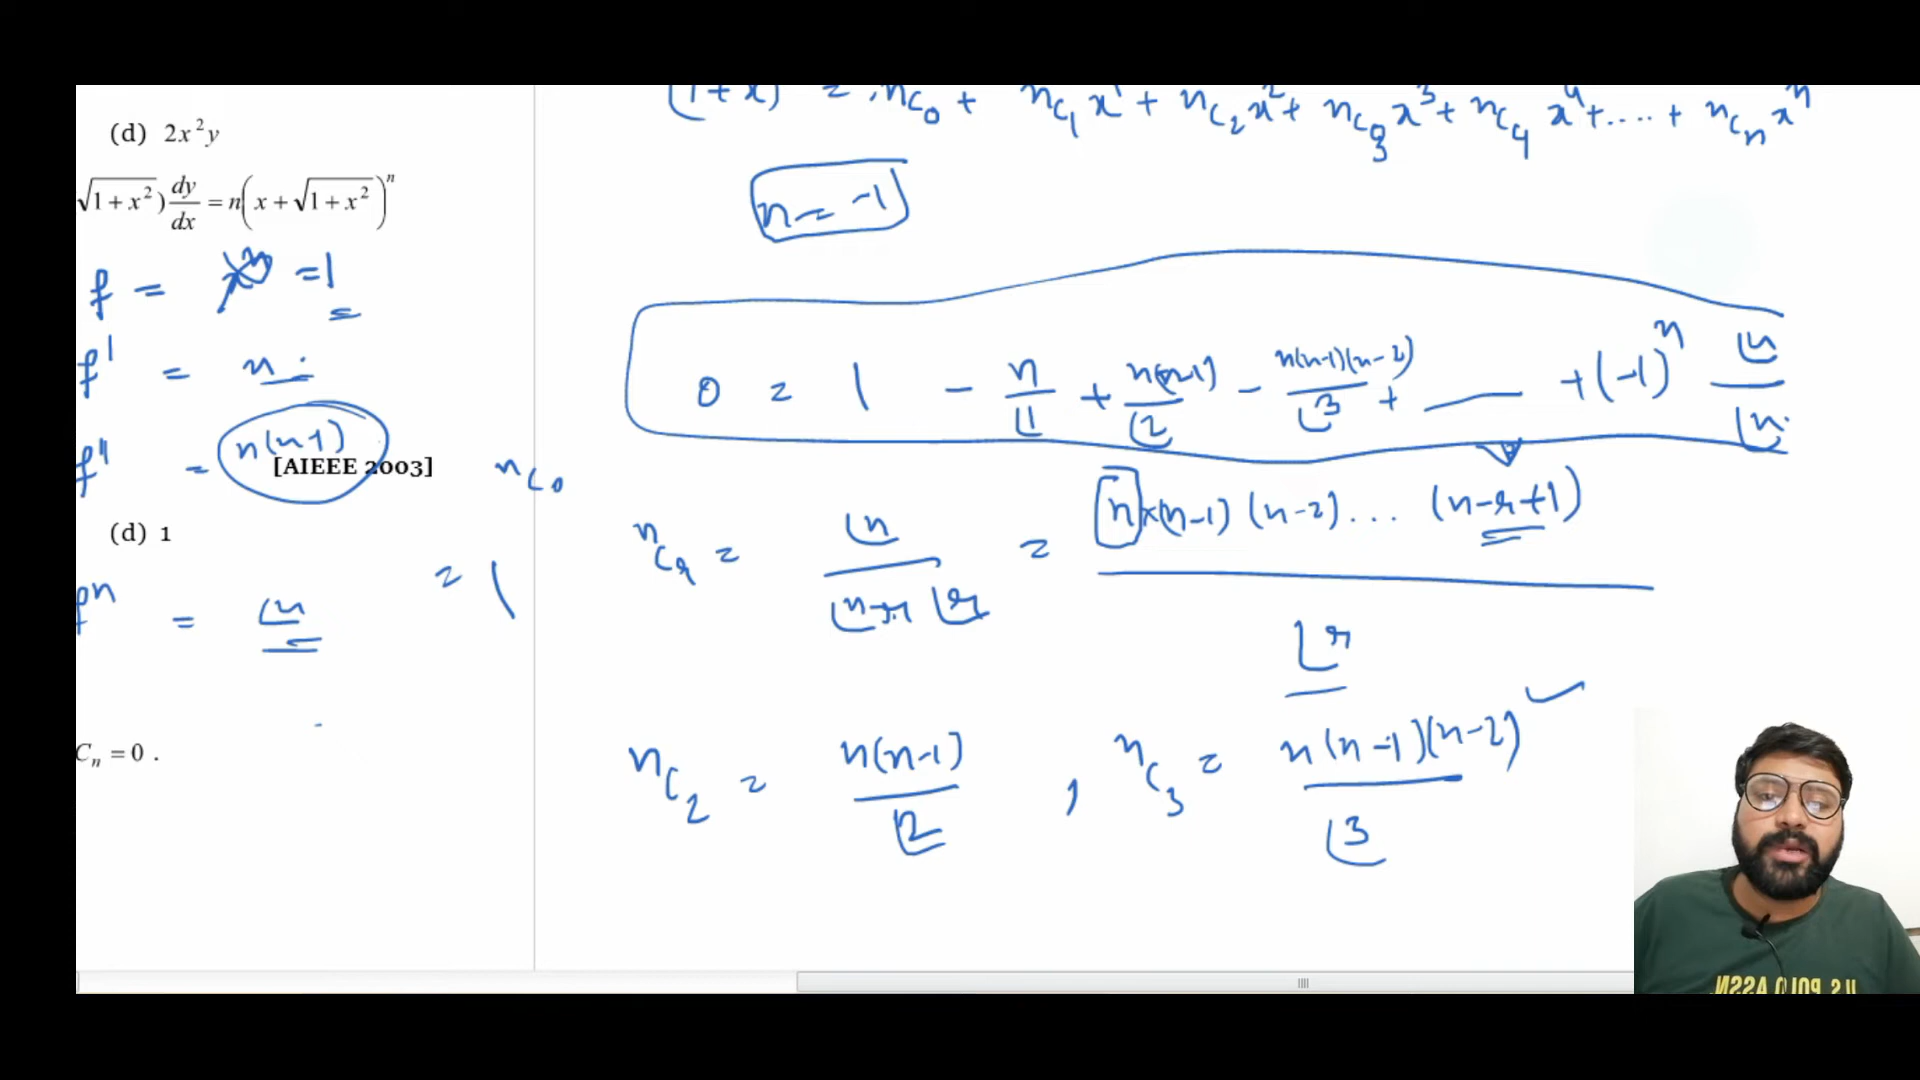 (1+x) = nC₀ + nC₁x¹ + nC₂x² + nC₃x³ + nC₄x⁴ + .... + nCₙxⁿ
(d) 2x²y
n = -1
√1+x²) dy/dx = n(x+√1+x²)ⁿ
f = =1
f' = n
0 = 1 - n/⌊1 + n(n-1)/⌊2 - n(n-1)(n-2)/⌊3 + ___ + (-1)ⁿ ⌊n/⌊n
f'' = n(n-1)
[AIEEE 2003]
nC₀
= 1
nCr = ⌊n/⌊n-r ⌊r = n×(n-1)(n-2)... (n-r+1)/⌊r
(d) 1
fⁿ = ⌊n
Cₙ = 0 .
nC₂ = n(n-1)/⌊2 , nC₃ = n(n-1)(n-2)/⌊3
U.S. POLO ASSN.